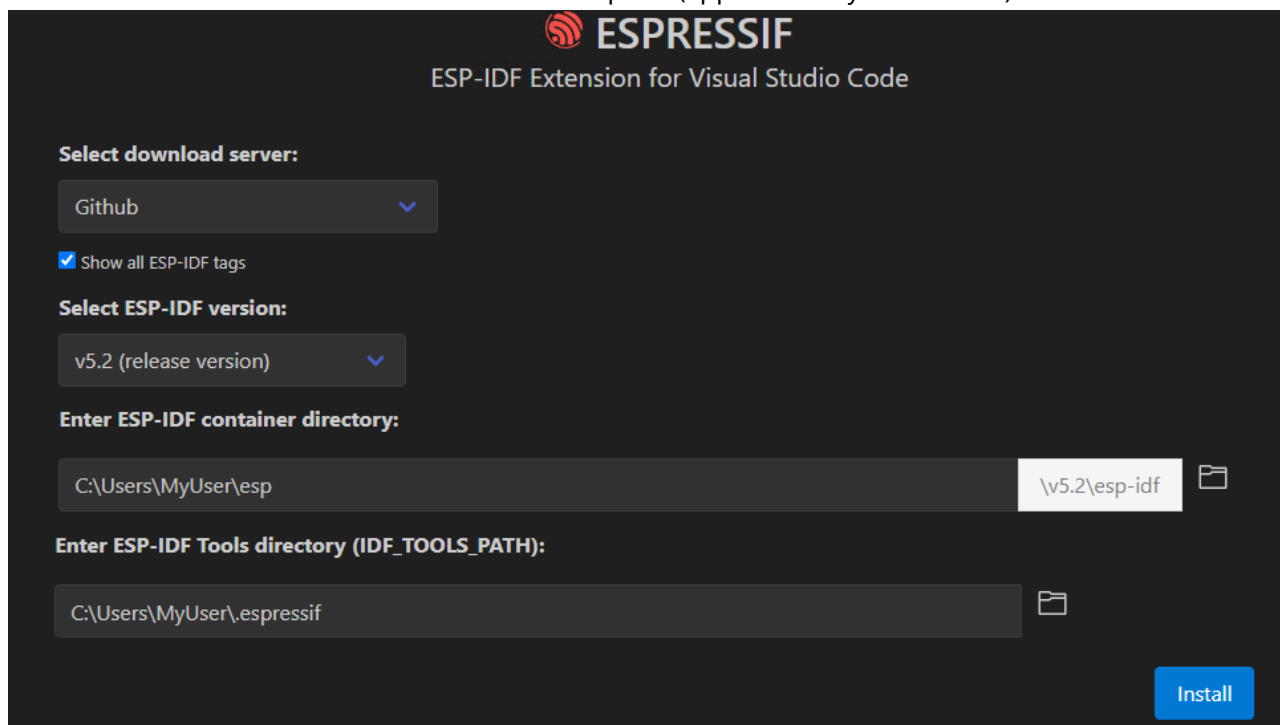 ESPRESSIF
ESP-IDF Extension for Visual Studio Code
Select download server:
Github
Show all ESP-IDF tags
Select ESP-IDF version:
v5.2 (release version)
Enter ESP-IDF container directory:
C:\Users\MyUser\esp \v5.2\esp-idf
Enter ESP-IDF Tools directory (IDF_TOOLS_PATH):
C:\Users\MyUser\.espressif
Install